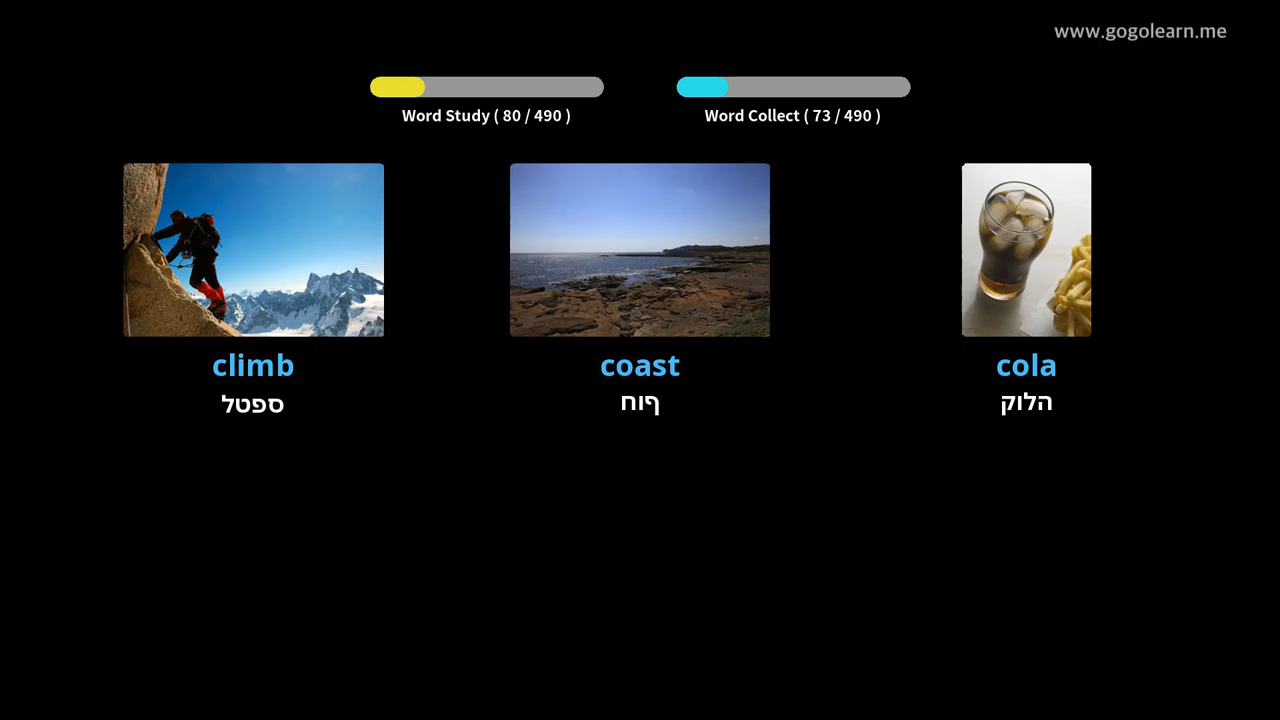 www.gogolearn.me
Word Study ( 80 / 490 )
Word Collect ( 73 / 490 )
climb
ספטל
coast
ףוח
cola
הלוק